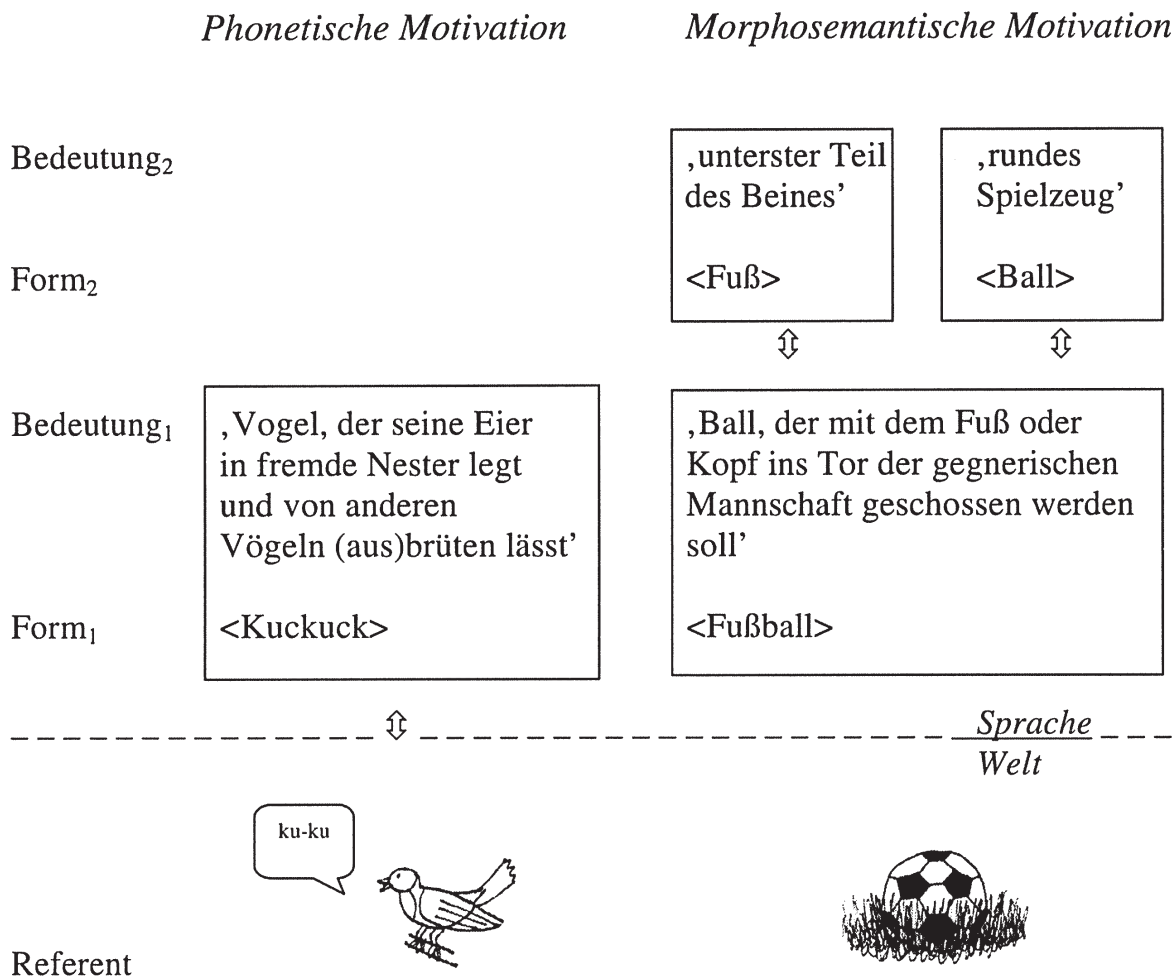 Phonetische Motivation
Morphosemantische Motivation
Bedeutung₂
‚unterster Teil
des Beines’
‚rundes
Spielzeug’
Form₂
<Fuß>
<Ball>
Bedeutung₁
‚Vogel, der seine Eier
in fremde Nester legt
und von anderen
Vögeln (aus)brüten lässt’
‚Ball, der mit dem Fuß oder
Kopf ins Tor der gegnerischen
Mannschaft geschossen werden
soll’
Form₁
<Kuckuck>
<Fußball>
Sprache
Welt
ku-ku
Referent